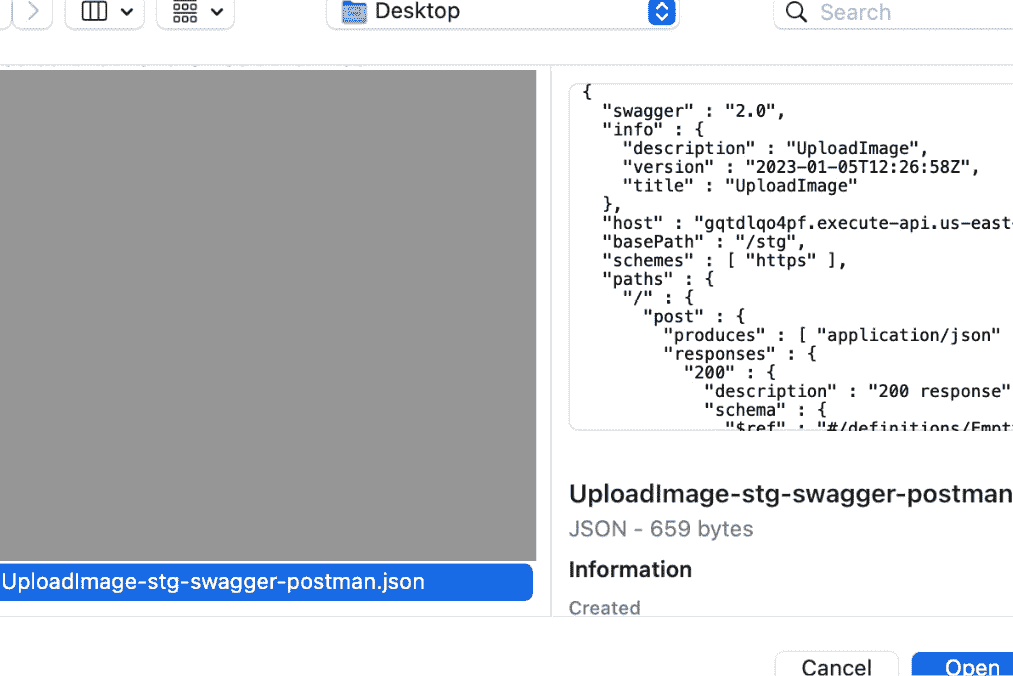 Desktop
Search
{
"swagger" : "2.0",
"info" : {
"description" : "UploadImage",
"version" : "2023-01-05T12:26:58Z",
"title" : "UploadImage"
},
"host" : "gqtdlqo4pf.execute-api.us-east-
"basePath" : "/stg",
"schemes" : [ "https" ],
"paths" : {
"/" : {
"post" : {
"produces" : [ "application/json"
"responses" : {
"200" : {
"description" : "200 response"
"schema" : {
"$ref" : "#/definitions/Empt
UploadImage-stg-swagger-postman
JSON - 659 bytes
Information
Created
UploadImage-stg-swagger-postman.json
Cancel
Open